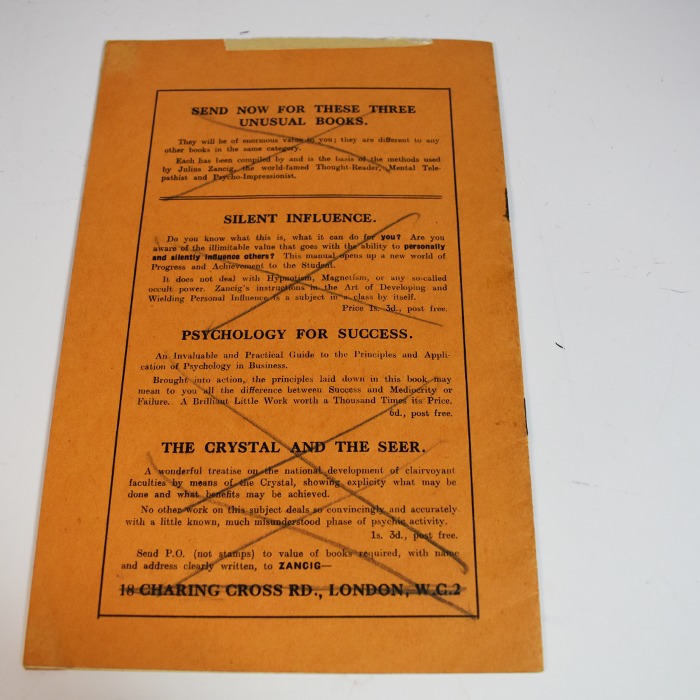 SEND NOW FOR THESE THREE
UNUSUAL BOOKS.
They will be of enormous value to you; they are different to any
other books in the same category.
Each has been compiled by and is the basis of the methods used
by Julius Zancig, the world-famed Thought-Reader, Mental Tele-
pathist and Psycho-Impressionist.
SILENT INFLUENCE.
Do you know what this is, what it can do for you? Are you
aware of the illimitable value that goes with the ability to personally
and silently influence others? This manual opens up a new world of
Progress and Achievement to the Student.
It does not deal with Hypnotism, Magnetism, or any so-called
occult power. Zancig's instructions in the Art of Developing and
Wielding Personal Influence is a subject in a class by itself.
Price 1s. 3d., post free.
PSYCHOLOGY FOR SUCCESS.
An Invaluable and Practical Guide to the Principles and Appli-
cation of Psychology in Business.
Brought into action, the principles laid down in this book may
mean to you all the difference between Success and Mediocrity or
Failure. A Brilliant Little Work worth a Thousand Times its Price.
6d., post free.
THE CRYSTAL AND THE SEER.
A wonderful treatise on the national development of clairvoyant
faculties by means of the Crystal, showing explicity what may be
done and what benefits may be achieved.
No other work on this subject deals so convincingly and accurately
with a little known, much misunderstood phase of psychic activity.
1s. 3d., post free.
Send P.O. (not stamps) to value of books required, with name
and address clearly written, to ZANCIG—
18 CHARING CROSS RD., LONDON, W.C.2